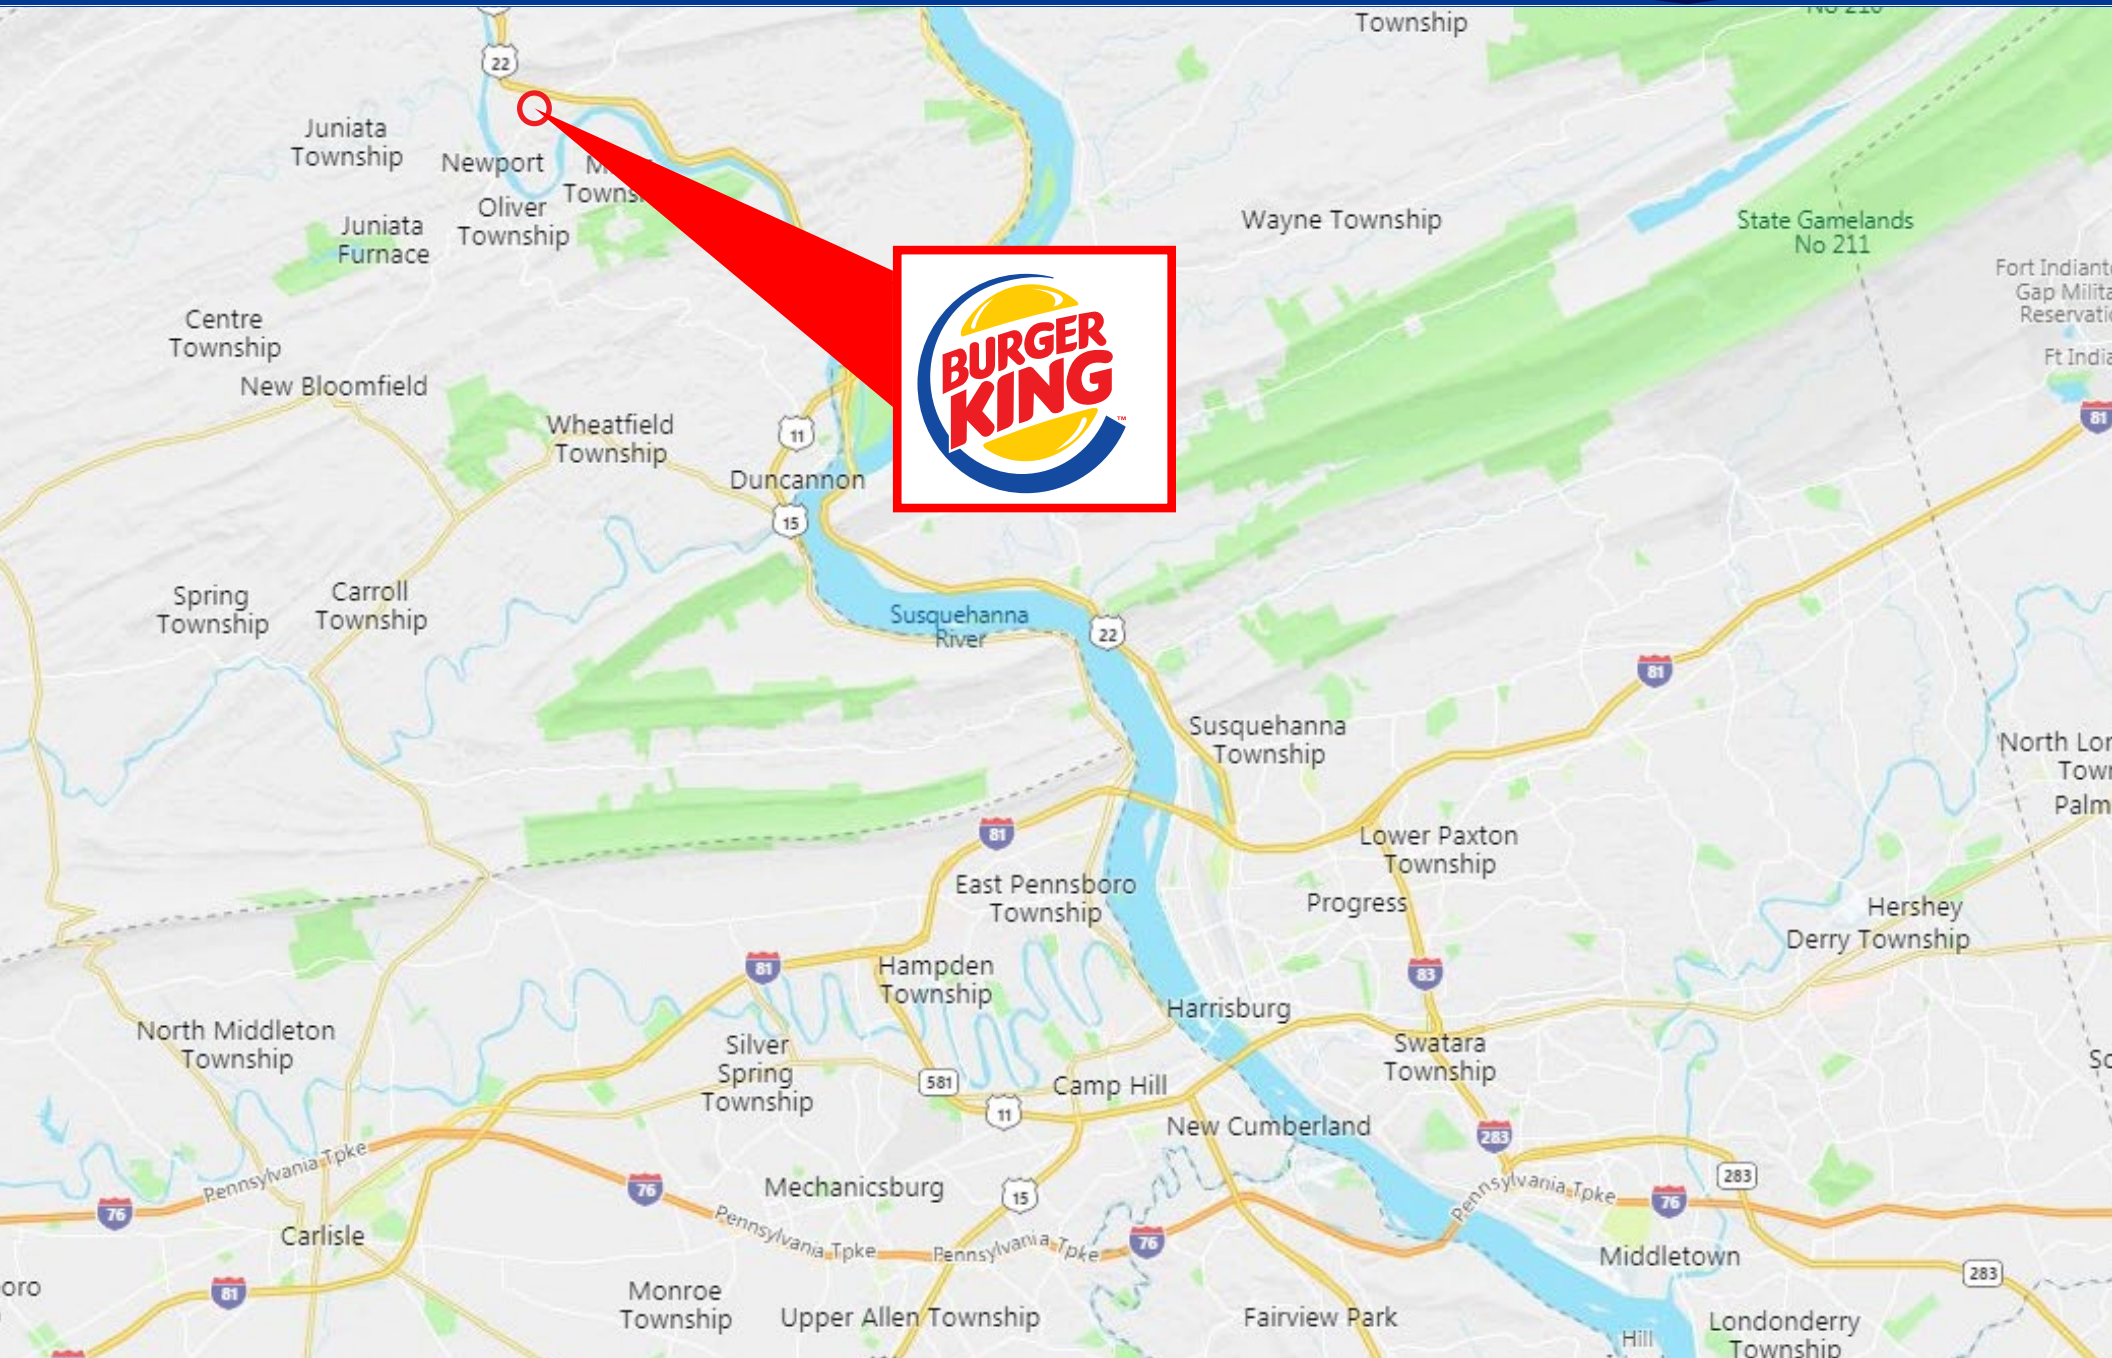 Township
22
Juniata
Township
Newport
Oliver
Township
Juniata
Furnace
Wayne Township
State Gamelands
No 211
Centre
Township
New Bloomfield
BURGER
KING
™
Wheatfield
Township
11
Duncannon
15
81
Spring
Township
Carroll
Township
Susquehanna
River
22
81
Susquehanna
Township
81
Lower Paxton
Township
East Pennsboro
Township
Progress
Hershey
Derry Township
81
Hampden
Township
83
Harrisburg
North Middleton
Township
Silver
Spring
Township
Swatara
Township
581
Camp Hill
11
New Cumberland
283
Pennsylvania Tpke
76
76
Mechanicsburg
15
Pennsylvania Tpke
76
283
Carlisle
Pennsylvania Tpke
Pennsylvania Tpke
76
Middletown
81
283
Monroe
Township
Upper Allen Township
Fairview Park
Londonderry
Township
Hill